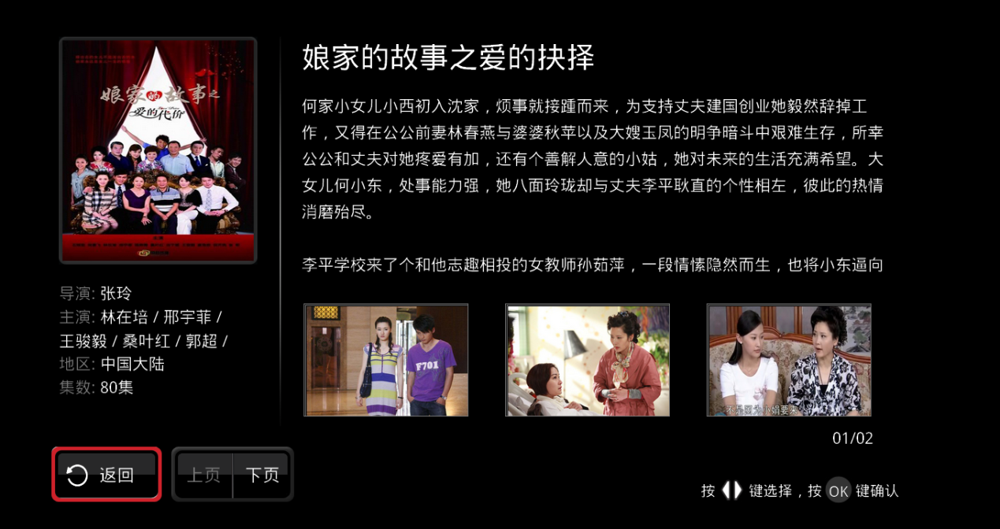 娘家的故事之
爱的代价
娘家的故事之爱的抉择
何家小女儿小西初入沈家，烦事就接踵而来，为支持丈夫建国创业她毅然辞掉工
作，又得在公公前妻林春燕与婆婆秋苹以及大嫂玉凤的明争暗斗中艰难生存，所幸
公公和丈夫对她疼爱有加，还有个善解人意的小姑，她对未来的生活充满希望。大
女儿何小东，处事能力强，她八面玲珑却与丈夫李平耿直的个性相左，彼此的热情
消磨殆尽。
李平学校来了个和他志趣相投的女教师孙茹萍，一段情愫隐然而生，也将小东逼向
导演: 张玲
主演: 林在培 / 邢宇菲 /
王骏毅 / 桑叶红 / 郭超 /
地区: 中国大陆
集数: 80集
F701
不是因为小娟要来
01/02
返回
上页 下页
按 键选择，按 OK 键确认